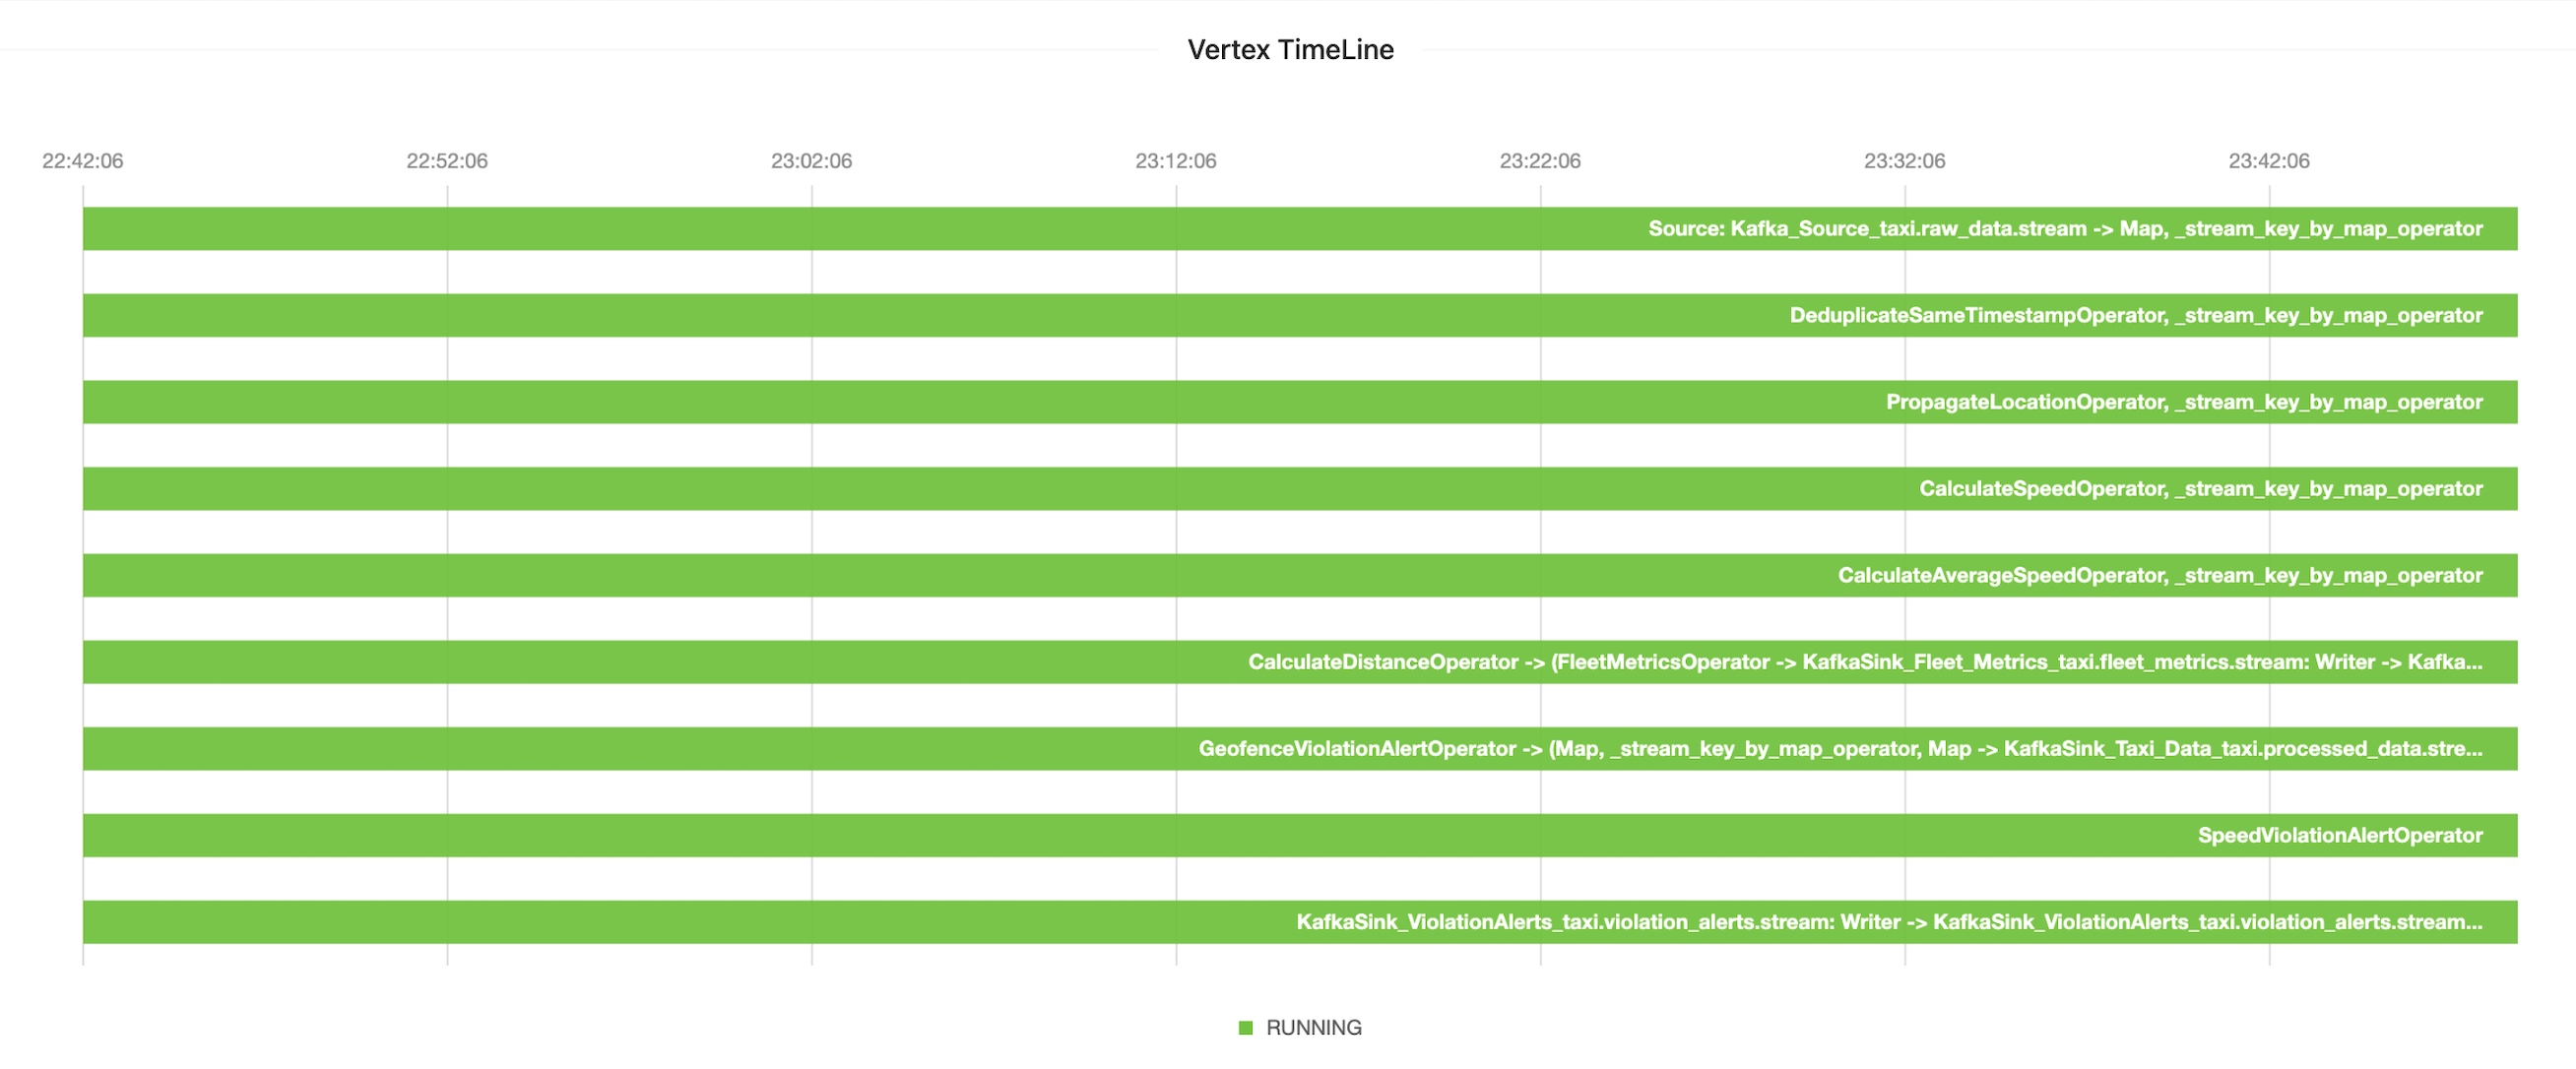 Vertex TimeLine
22:42:06 22:52:06 23:02:06 23:12:06 23:22:06 23:32:06 23:42:06
Source: Kafka_Source_taxi.raw_data.stream -> Map, _stream_key_by_map_operator
DeduplicateSameTimestampOperator, _stream_key_by_map_operator
PropagateLocationOperator, _stream_key_by_map_operator
CalculateSpeedOperator, _stream_key_by_map_operator
CalculateAverageSpeedOperator, _stream_key_by_map_operator
CalculateDistanceOperator -> (FleetMetricsOperator -> KafkaSink_Fleet_Metrics_taxi.fleet_metrics.stream: Writer -> Kafka...
GeofenceViolationAlertOperator -> (Map, _stream_key_by_map_operator, Map -> KafkaSink_Taxi_Data_taxi.processed_data.stre...
SpeedViolationAlertOperator
KafkaSink_ViolationAlerts_taxi.violation_alerts.stream: Writer -> KafkaSink_ViolationAlerts_taxi.violation_alerts.stream...
RUNNING